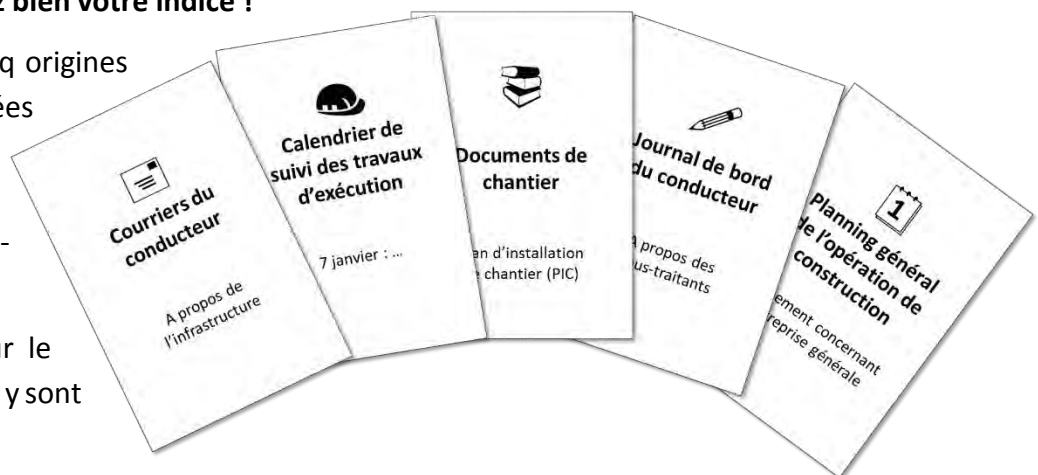 bien votre indice !
q origines
-
r le
y sont
Courriers du
conducteur
A propos de
l'infrastructure
Calendrier de
suivi des travaux
d'exécution
7 janvier : ...
Documents de
chantier
an d'installation
chantier (PIC)
Journal de bord
du conducteur
A propos des
us-traitants
1
Planning général
de l'opération de
construction
ement concernant
reprise générale